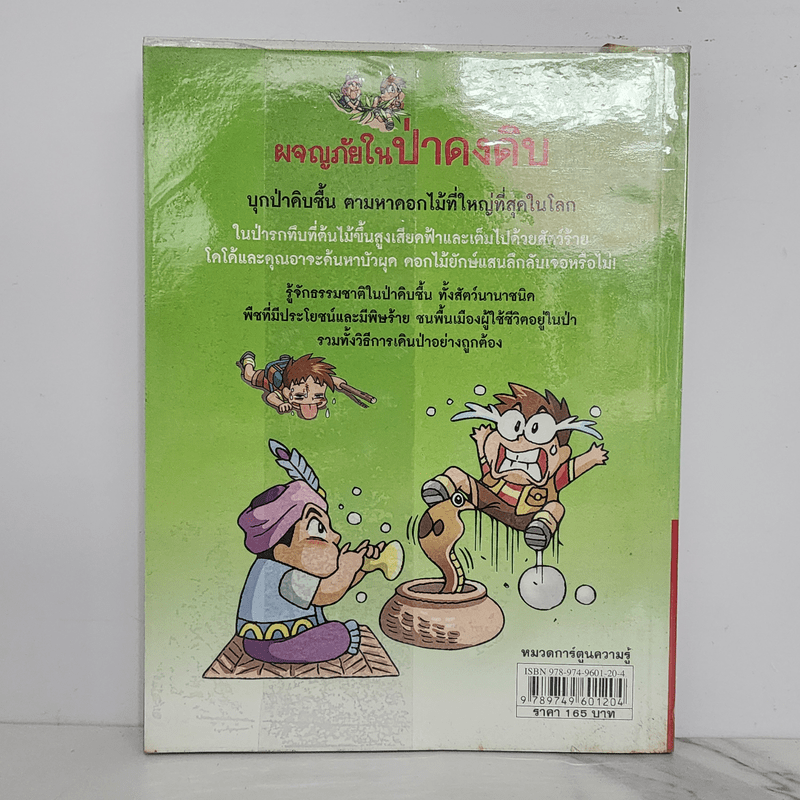 ผจญภัยในป่าดงดิบ
บุกป่าดิบชื้น ตามหาดอกไม้ที่ใหญ่ที่สุดในโลก
ในป่ารกทึบที่ต้นไม้ขึ้นสูงเสียดฟ้าและเต็มไปด้วยสัตว์ร้าย
โคโค้และคุณอาจะค้นหาบัวผุด ดอกไม้ยักษ์แสนลึกลับเจอหรือไม่!
รู้จักธรรมชาติในป่าดิบชื้น ทั้งสัตว์นานาชนิด
พืชที่มีประโยชน์และมีพิษร้าย ชนพื้นเมืองผู้ใช้ชีวิตอยู่ในป่า
รวมทั้งวิธีการเดินป่าอย่างถูกต้อง
หมวดการ์ตูนความรู้
ISBN 978-974-9601-20-4
9 789749 601204
ราคา 165 บาท